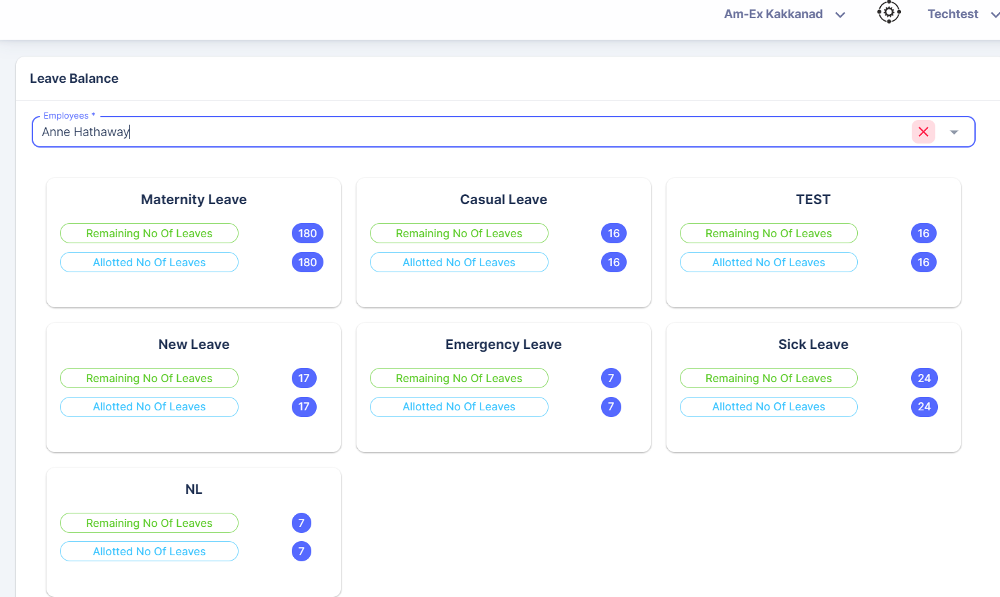 Am-Ex Kakkanad Techtest
Leave Balance
Employees *
Anne Hathaway
Maternity Leave Casual Leave TEST
Remaining No Of Leaves 180 Remaining No Of Leaves 16 Remaining No Of Leaves 16
Allotted No Of Leaves 180 Allotted No Of Leaves 16 Allotted No Of Leaves 16
New Leave Emergency Leave Sick Leave
Remaining No Of Leaves 17 Remaining No Of Leaves 7 Remaining No Of Leaves 24
Allotted No Of Leaves 17 Allotted No Of Leaves 7 Allotted No Of Leaves 24
NL
Remaining No Of Leaves 7
Allotted No Of Leaves 7